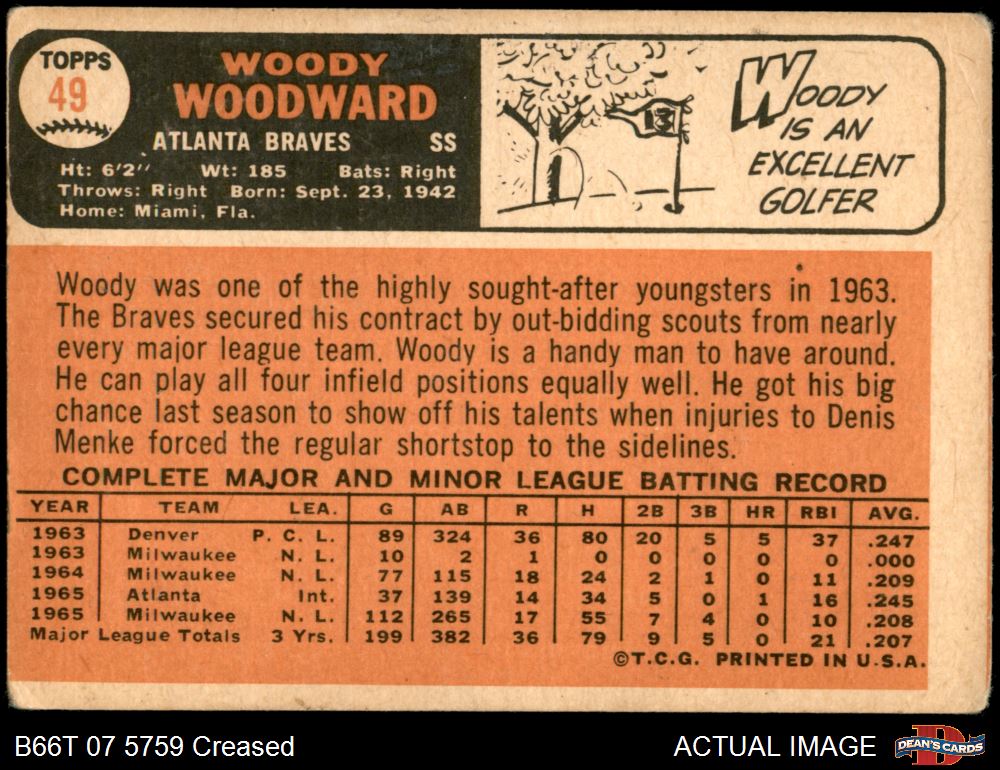 TOPPS
49
WOODY
WOODWARD
ATLANTA BRAVES SS
Ht: 6'2" Wt: 185 Bats: Right
Throws: Right Born: Sept. 23, 1942
Home: Miami, Fla.
13
WOODY
IS AN
EXCELLENT
GOLFER
Woody was one of the highly sought-after youngsters in 1963.
The Braves secured his contract by out-bidding scouts from nearly
every major league team. Woody is a handy man to have around.
He can play all four infield positions equally well. He got his big
chance last season to show off his talents when injuries to Denis
Menke forced the regular shortstop to the sidelines.
COMPLETE MAJOR AND MINOR LEAGUE BATTING RECORD
YEAR TEAM LEA. G AB R H 2B 3B HR RBI AVG.
1963 Denver P. C. L. 89 324 36 80 20 5 5 37 .247
1963 Milwaukee N. L. 10 2 1 0 0 0 0 0 .000
1964 Milwaukee N. L. 77 115 18 24 2 1 0 11 .209
1965 Atlanta Int. 37 139 14 34 5 0 1 16 .245
1965 Milwaukee N. L. 112 265 17 55 7 4 0 10 .208
Major League Totals 3 Yrs. 199 382 36 79 9 5 0 21 .207
©T.C.G. PRINTED IN U.S.A.
B66T 07 5759 Creased
ACTUAL IMAGE
D
DEAN'S CARDS